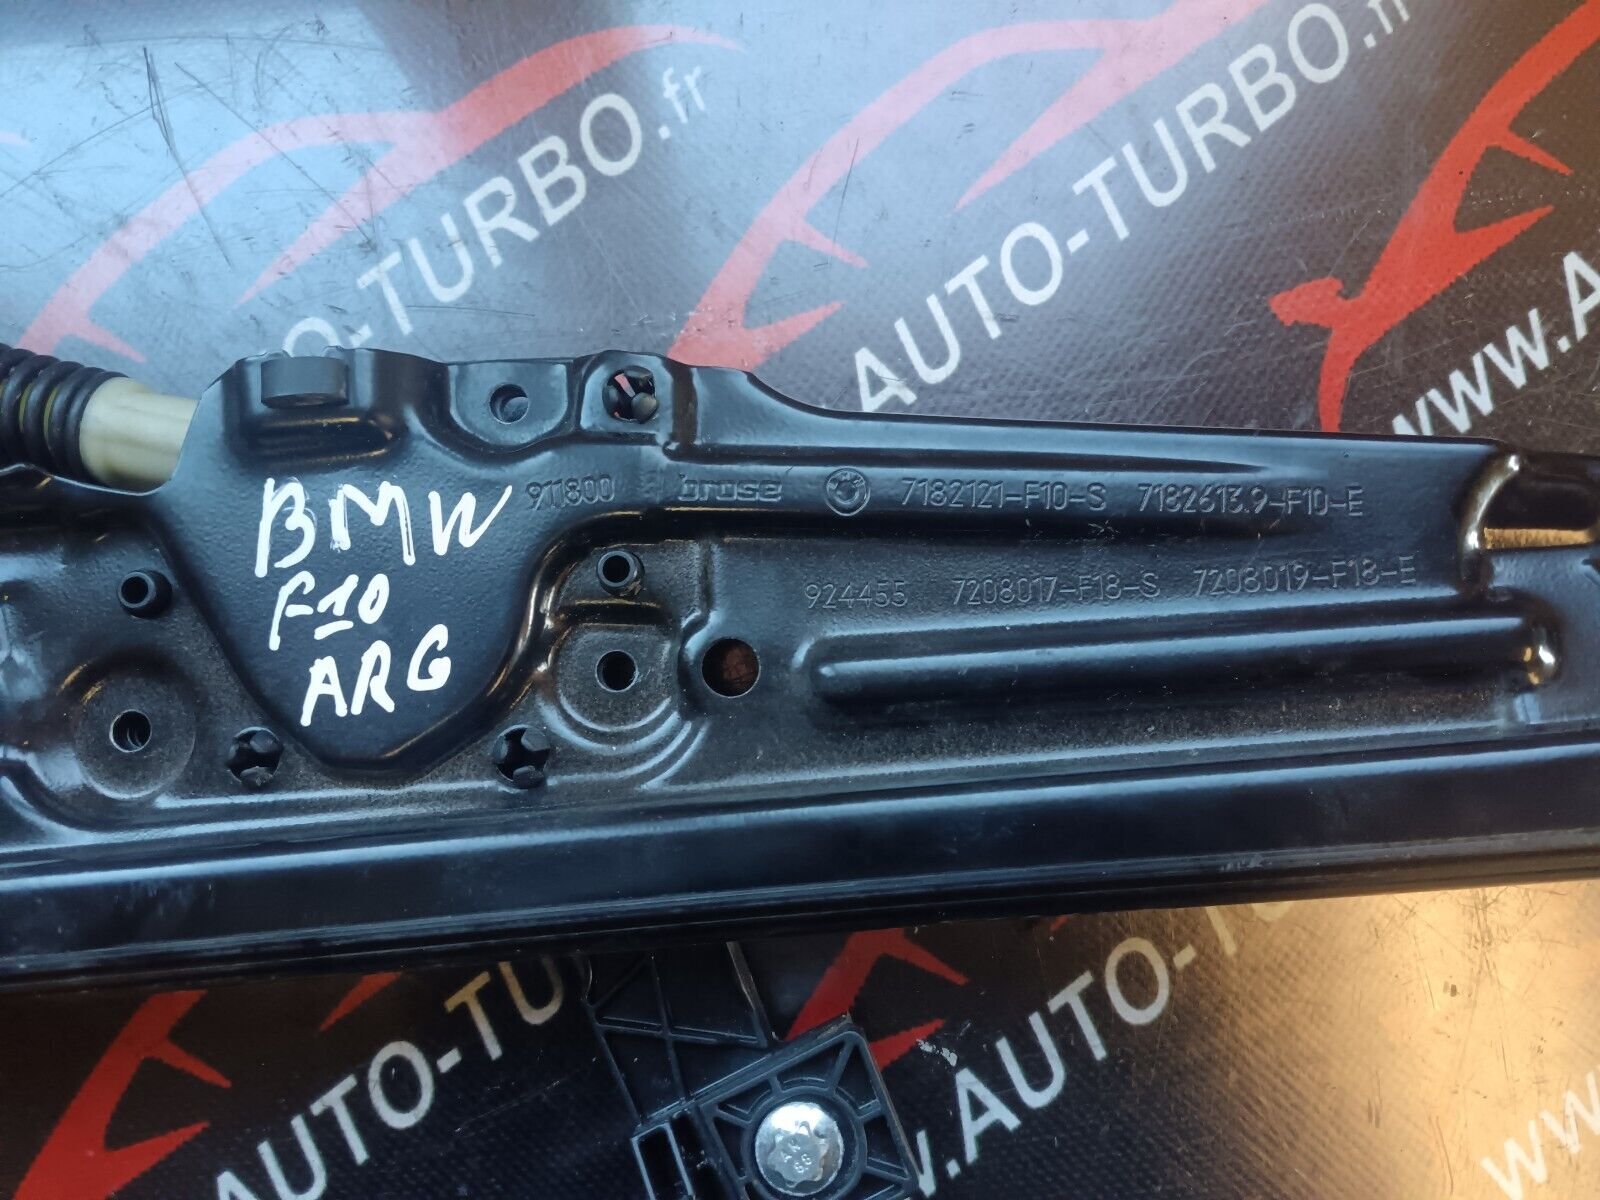 AUTO-TURBO.fr
O-TURBO.fr
www.A
911800 brose BMW 7182121-F10-S 7182613.9-F10-E
924455 7208017-F18-S 7208019-F18-E
BMW
F10
ARG
AUTO-TU
w.AUTO-T
www